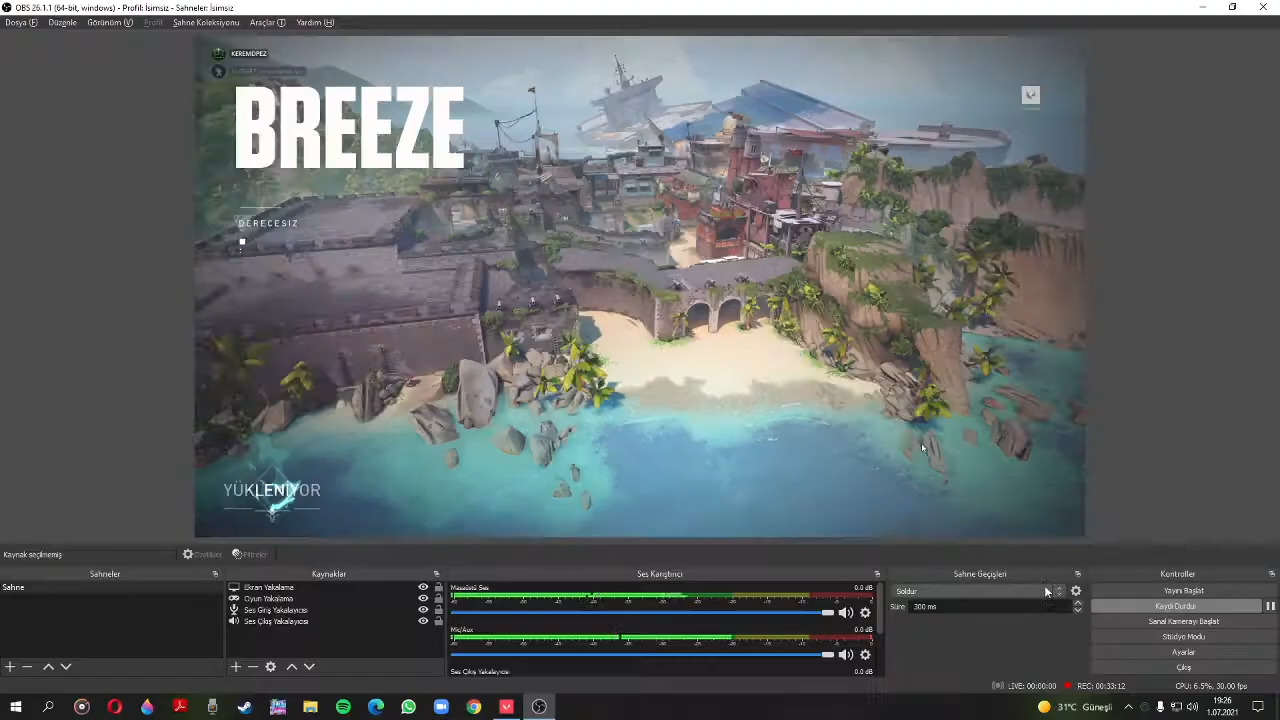 OBS 26.1.1 (64-bit, windows) - Profil: İsimsiz - Sahneler: İsimsiz
Dosya (F) Düzenle Görünüm (V) Profil Sahne Koleksiyonu Araçlar (T) Yardım (H)
KEREMDPEZ
BREEZE
DERECESIZ
YÜKLENİYOR
Kaynak seçilmemiş Özellikler Filtreler
Sahneler Kaynaklar Ses Karıştırıcı Sahne Geçişleri Kontroller
Sahne
Ekran Yakalama
Oyun Yakalama
Ses Giriş Yakalayıcısı
Ses Çıkış Yakalayıcısı
Masaüstü Ses 0.0 dB
Mic/Aux 0.0 dB
Ses Çıkış Yakalayıcısı
Soldur
Süre 300 ms
Yayını Başlat
Kaydı Durdur
Sanal Kamerayı Başlat
Stüdyo Modu
Ayarlar
Çıkış
LIVE: 00:00:00 REC: 00:33:12 CPU: 6.5%, 30.00 fps
31°C Güneşli
19:26
1.07.2021